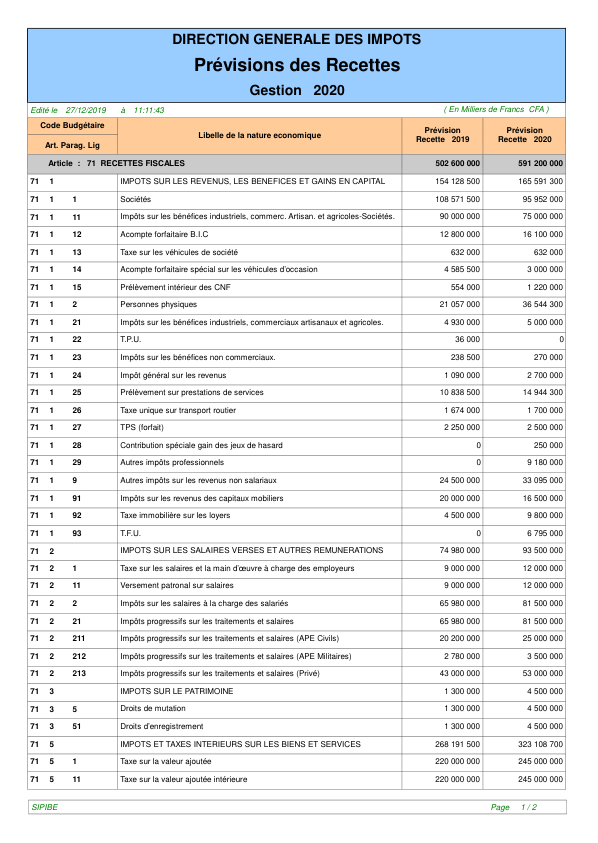 DIRECTION GENERALE DES IMPOTS
Prévisions des Recettes
Gestion 2020
Edité le 27/12/2019 à 11:11:43 ( En Milliers de Francs CFA )
Code Budgétaire
Art. Parag. Lig
Libelle de la nature economique
Prévision Recette 2019
Prévision Recette 2020
Article : 71 RECETTES FISCALES 502 600 000 591 200 000
71 1 IMPOTS SUR LES REVENUS, LES BENEFICES ET GAINS EN CAPITAL 154 128 500 165 591 300
71 1 1 Sociétés 108 571 500 95 952 000
71 1 11 Impôts sur les bénéfices industriels, commerc. Artisan. et agricoles-Sociétés. 90 000 000 75 000 000
71 1 12 Acompte forfaitaire B.I.C 12 800 000 16 100 000
71 1 13 Taxe sur les véhicules de société 632 000 632 000
71 1 14 Acompte forfaitaire spécial sur les véhicules d'occasion 4 585 500 3 000 000
71 1 15 Prélèvement intérieur des CNF 554 000 1 220 000
71 1 2 Personnes physiques 21 057 000 36 544 300
71 1 21 Impôts sur les bénéfices industriels, commerciaux artisanaux et agricoles. 4 930 000 5 000 000
71 1 22 T.P.U. 36 000 0
71 1 23 Impôts sur les bénéfices non commerciaux. 238 500 270 000
71 1 24 Impôt général sur les revenus 1 090 000 2 700 000
71 1 25 Prélèvement sur prestations de services 10 838 500 14 944 300
71 1 26 Taxe unique sur transport routier 1 674 000 1 700 000
71 1 27 TPS (forfait) 2 250 000 2 500 000
71 1 28 Contribution spéciale gain des jeux de hasard 0 250 000
71 1 29 Autres impôts professionnels 0 9 180 000
71 1 9 Autres impôts sur les revenus non salariaux 24 500 000 33 095 000
71 1 91 Impôts sur les revenus des capitaux mobiliers 20 000 000 16 500 000
71 1 92 Taxe immobilière sur les loyers 4 500 000 9 800 000
71 1 93 T.F.U. 0 6 795 000
71 2 IMPOTS SUR LES SALAIRES VERSES ET AUTRES REMUNERATIONS 74 980 000 93 500 000
71 2 1 Taxe sur les salaires et la main d'œuvre à charge des employeurs 9 000 000 12 000 000
71 2 11 Versement patronal sur salaires 9 000 000 12 000 000
71 2 2 Impôts sur les salaires à la charge des salariés 65 980 000 81 500 000
71 2 21 Impôts progressifs sur les traitements et salaires 65 980 000 81 500 000
71 2 211 Impôts progressifs sur les traitements et salaires (APE Civils) 20 200 000 25 000 000
71 2 212 Impôts progressifs sur les traitements et salaires (APE Militaires) 2 780 000 3 500 000
71 2 213 Impôts progressifs sur les traitements et salaires (Privé) 43 000 000 53 000 000
71 3 IMPOTS SUR LE PATRIMOINE 1 300 000 4 500 000
71 3 5 Droits de mutation 1 300 000 4 500 000
71 3 51 Droits d'enregistrement 1 300 000 4 500 000
71 5 IMPOTS ET TAXES INTERIEURS SUR LES BIENS ET SERVICES 268 191 500 323 108 700
71 5 1 Taxe sur la valeur ajoutée 220 000 000 245 000 000
71 5 11 Taxe sur la valeur ajoutée intérieure 220 000 000 245 000 000
SIPIBE Page 1 / 2